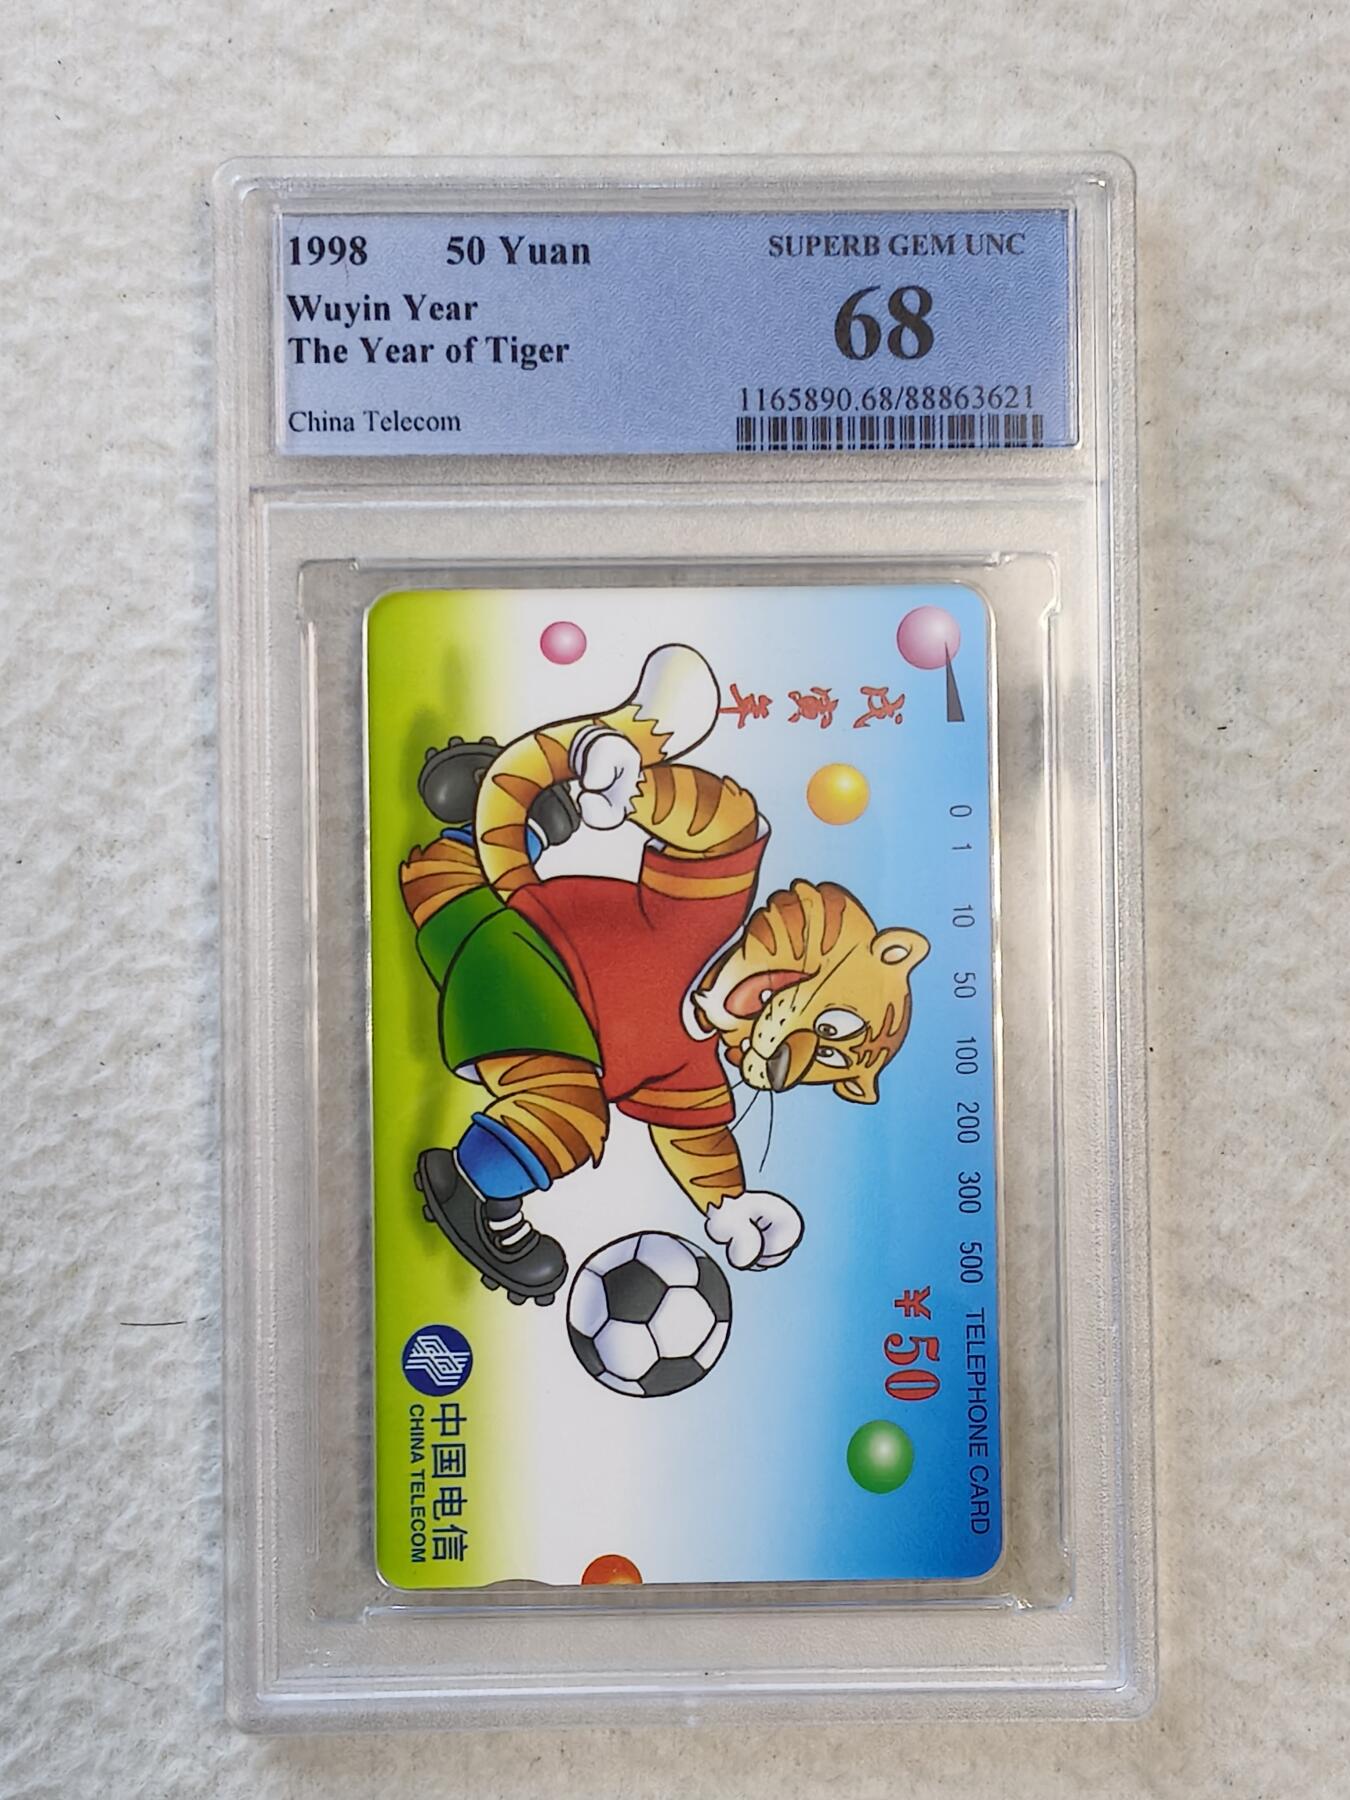 1998 50 Yuan
Wuyin Year
The Year of Tiger
China Telecom
SUPERB GEM UNC
68
1165890.68/88863621
戊寅年
0 1 10 50 100 200 300 500 TELEPHONE CARD
¥50
中国电信
CHINA TELECOM